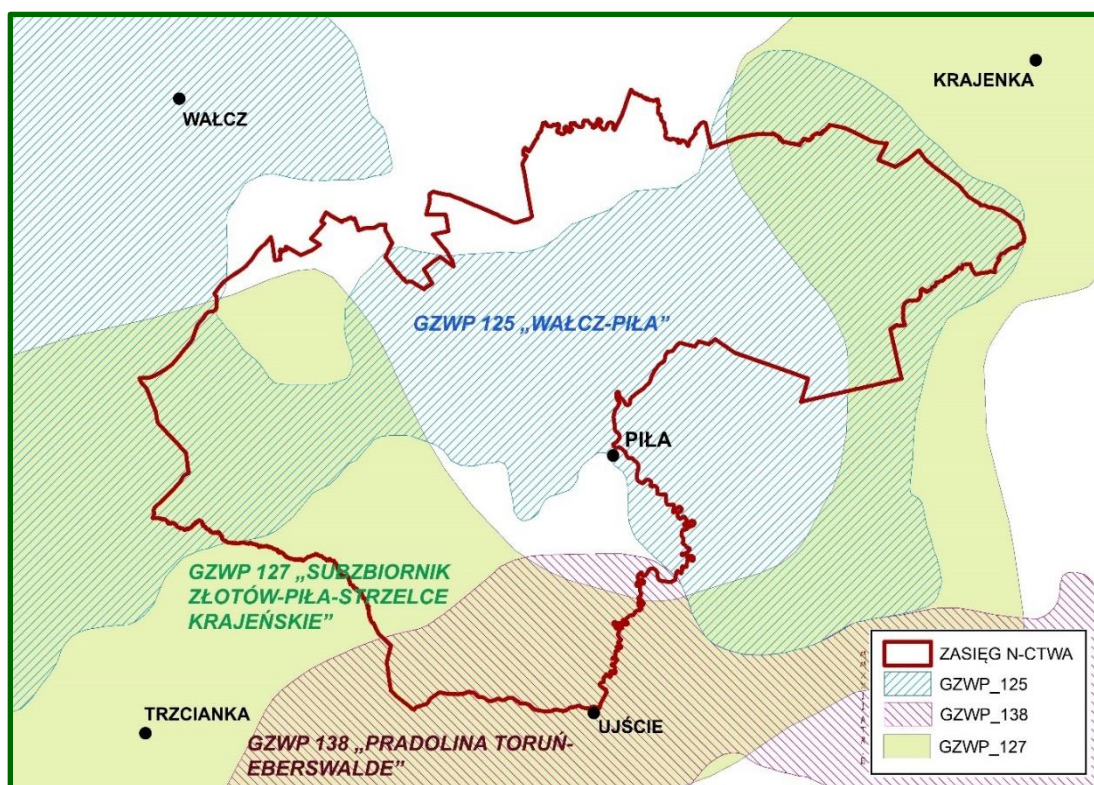 KRAJENKA
WAŁCZ
GZWP 125 „WAŁCZ-PIŁA”
PIŁA
GZWP 127 „SUBZBIORNIK
ZŁOTÓW-PIŁA-STRZELCE
KRAJEŃSKIE”
TRZCIANKA
UJŚCIE
GZWP 138 „PRADOLINA TORUŃ-
EBERSWALDE”
ZASIĘG N-CTWA
GZWP_125
GZWP_138
GZWP_127